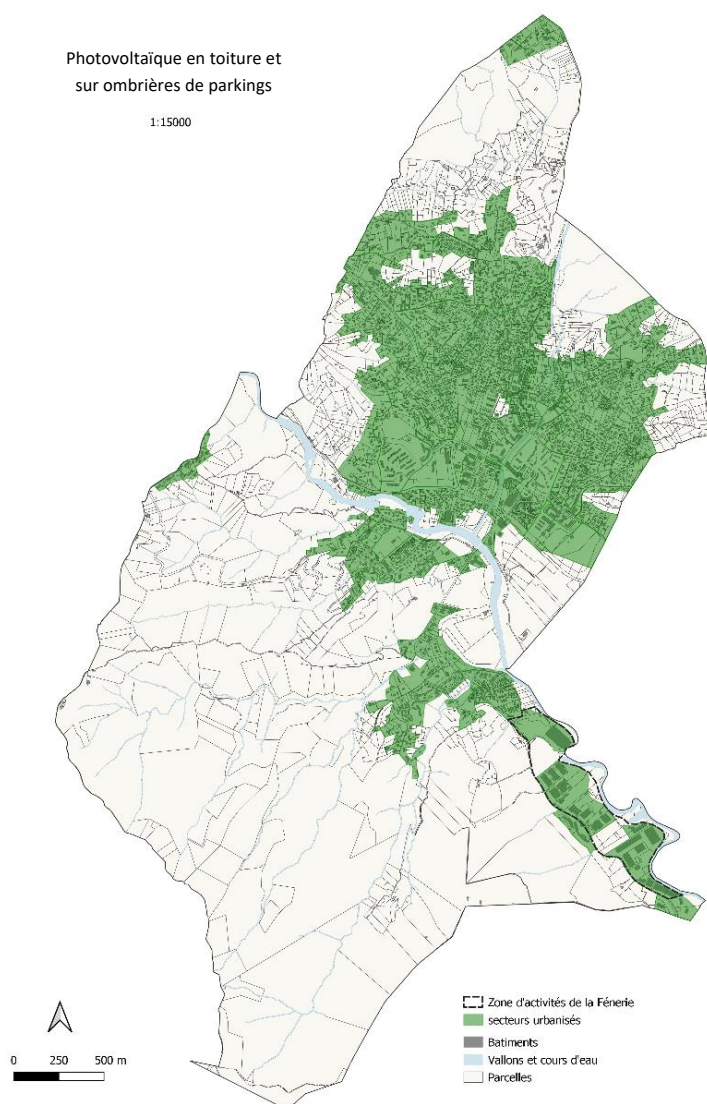 Photovoltaïque en toiture et
sur ombrières de parkings
1:15000
Zone d'activités de la Fénerie
secteurs urbanisés
Batiments
Vallons et cours d'eau
Parcelles
0 250 500 m